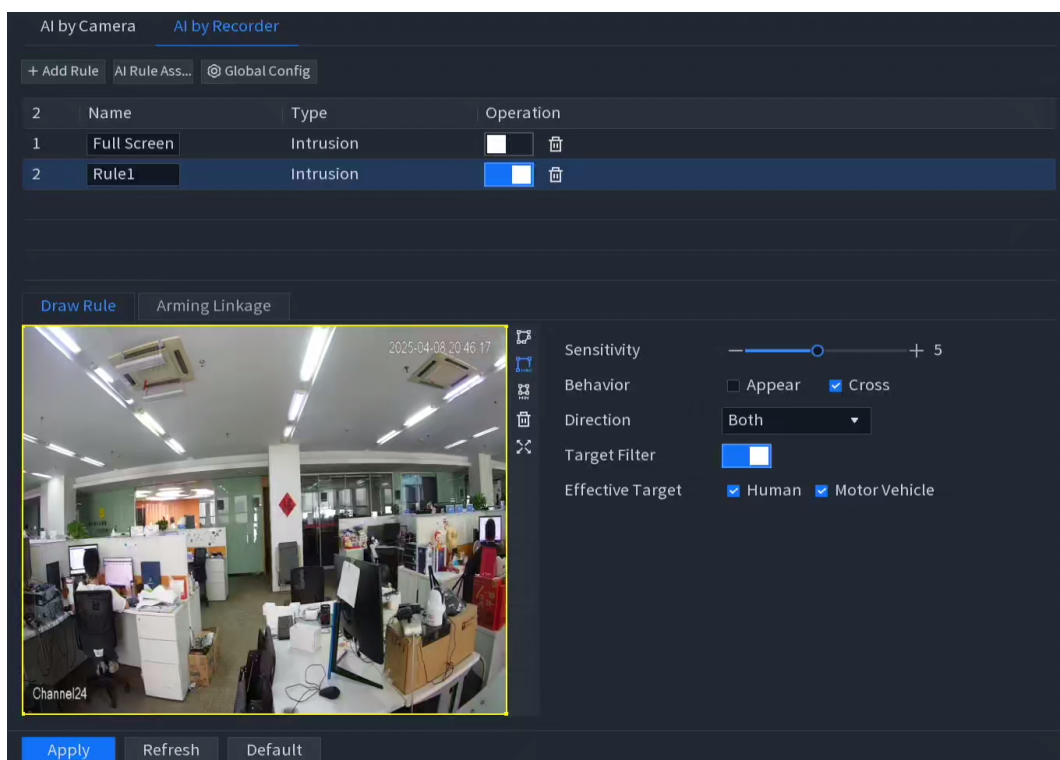 AI by Camera AI by Recorder
+ Add Rule AI Rule Ass... Global Config
2 Name Type Operation
1 Full Screen Intrusion
2 Rule1 Intrusion
Draw Rule Arming Linkage
2025-04-08 20:46:17
Channel24
Sensitivity 5
Behavior Appear Cross
Direction Both
Target Filter
Effective Target Human Motor Vehicle
Apply Refresh Default